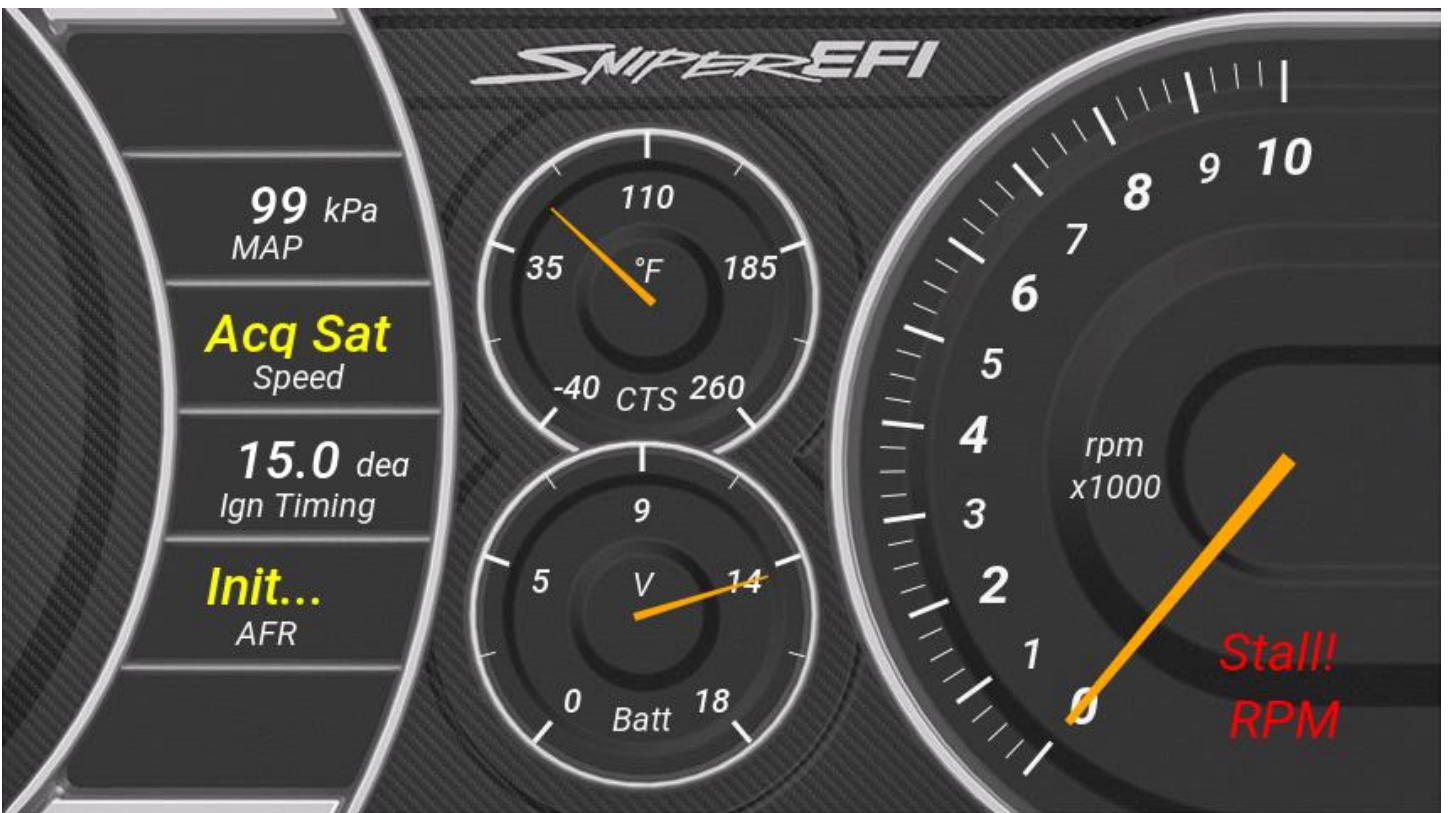 SNIPER EFI
99 kPa
MAP
Acq Sat
Speed
15.0 deg
Ign Timing
Init...
AFR
110
35 °F 185
-40 CTS 260
9
5 V 14
0 Batt 18
10
9
8
7
6
5
4
3
2
1
0
rpm
x1000
Stall!
RPM